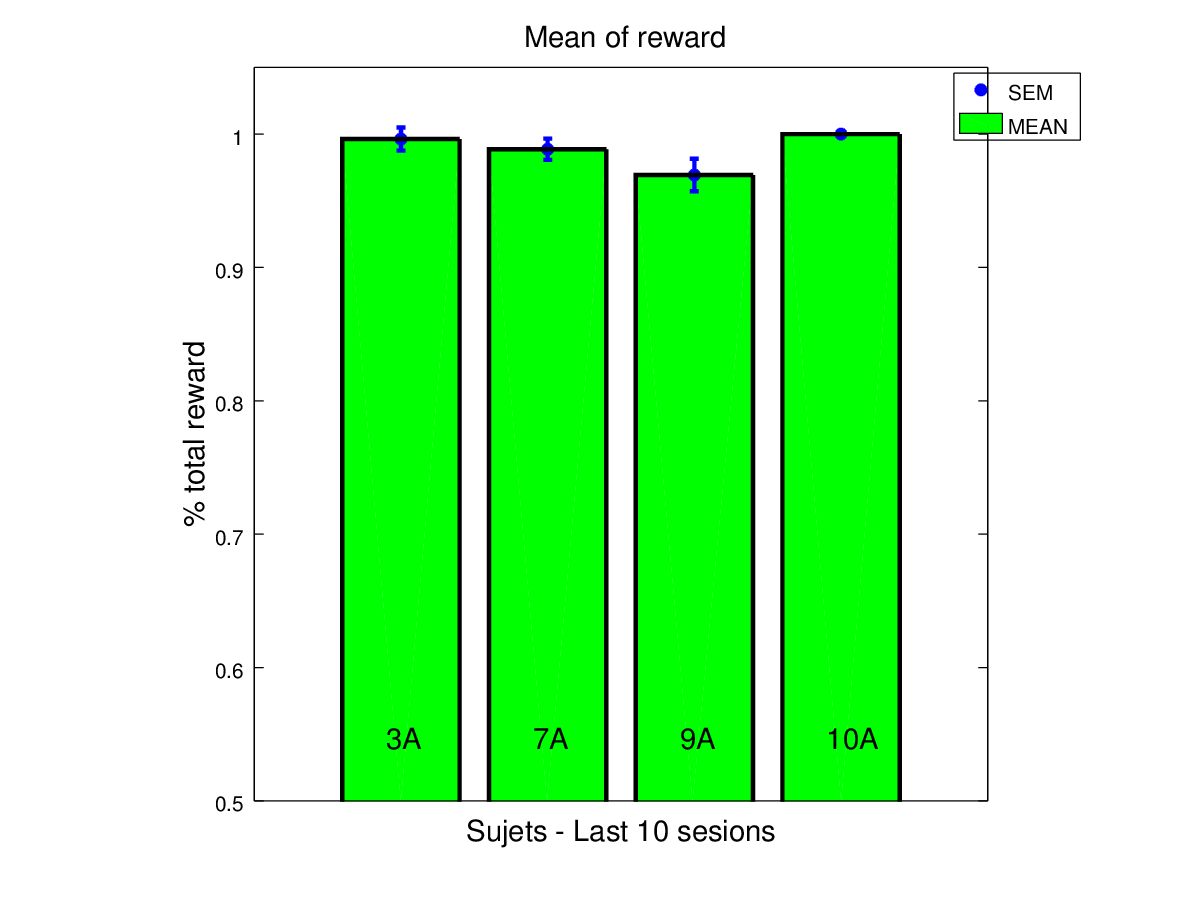 Mean of reward
SEM
MEAN
1
0.9
0.8
0.7
0.6
0.5
% total reward
3A
7A
9A
10A
Sujets - Last 10 sesions